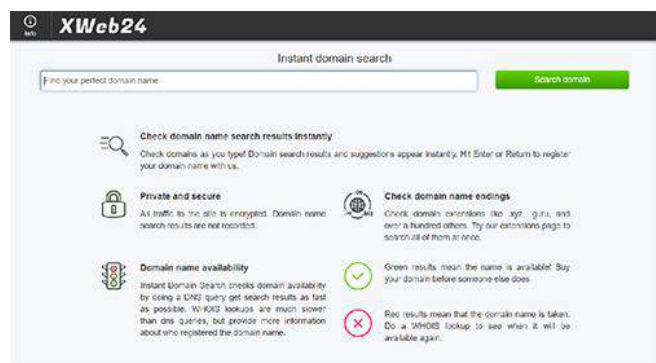 Info
XWeb24
Instant domain search
Find your perfect domain name
Search domain
Check domain name search results instantly
Check domains as you type! Domain search results and suggestions appear instantly. Hit Enter or Return to register
your domain name with us.
Private and secure
All traffic to the site is encrypted. Domain name
search results are not recorded.
Check domain name endings
Check domain extensions like .xyz, .guru, and
over a hundred others. Try our extensions page to
search all of them at once.
Domain name availability
Instant Domain Search checks domain availability
by doing a DNS query get search results as fast
as possible. WHOIS lookups are much slower
than dns queries, but provide more information
about who registered the domain name.
Green results mean the name is available! Buy
your domain before someone else does.
Red results mean that the domain name is taken.
Do a WHOIS lookup to see when it will be
available again.